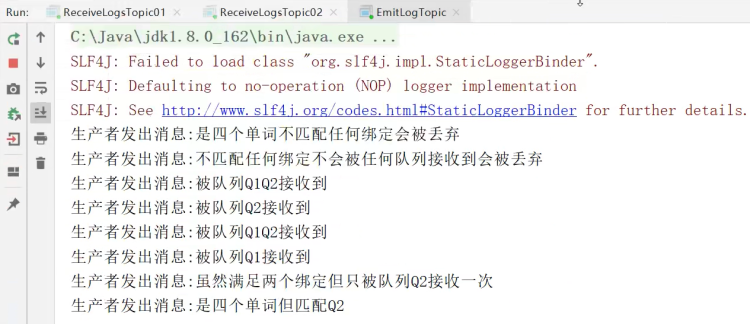 Run: ReceiveLogsTopic01 × ReceiveLogsTopic02 × EmitLogTopic ×
C:\Java\jdk1.8.0_162\bin\java.exe ...
SLF4J: Failed to load class "org.slf4j.impl.StaticLoggerBinder".
SLF4J: Defaulting to no-operation (NOP) logger implementation
SLF4J: See http://www.slf4j.org/codes.html#StaticLoggerBinder for further details.
生产者发出消息:是四个单词不匹配任何绑定会被丢弃
生产者发出消息:不匹配任何绑定不会被任何队列接收到会被丢弃
生产者发出消息:被队列Q1Q2接收到
生产者发出消息:被队列Q2接收到
生产者发出消息:被队列Q1Q2接收到
生产者发出消息:被队列Q1接收到
生产者发出消息:虽然满足两个绑定但只被队列Q2接收一次
生产者发出消息:是四个单词但匹配Q2